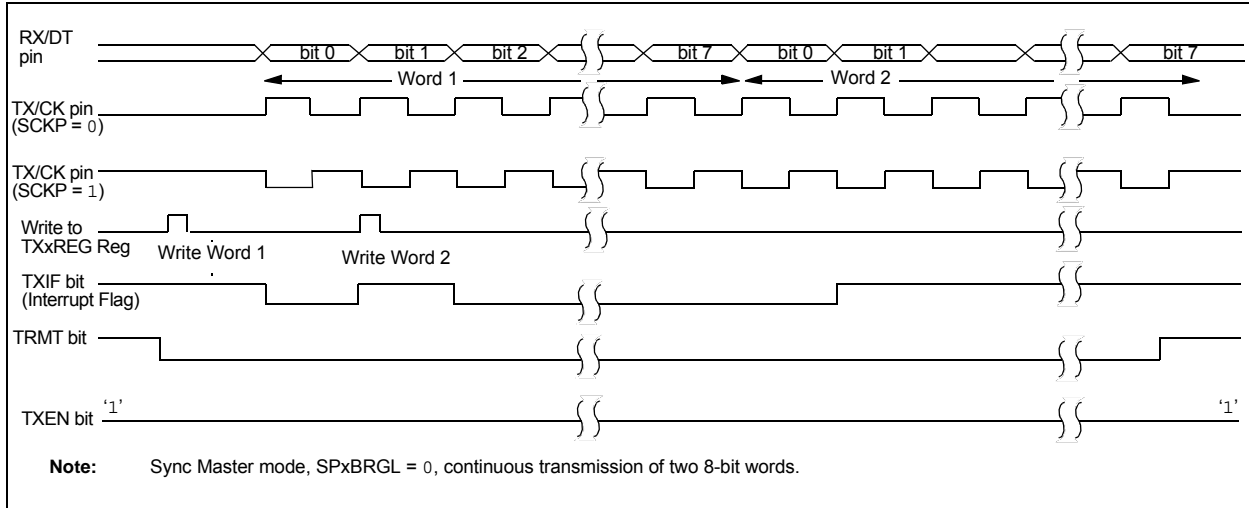 RX/DT
pin
bit 0 bit 1 bit 2 bit 7 bit 0 bit 1 bit 7
Word 1 Word 2
TX/CK pin
(SCKP = 0)
TX/CK pin
(SCKP = 1)
Write to
TXxREG Reg
Write Word 1 Write Word 2
TXIF bit
(Interrupt Flag)
TRMT bit
TXEN bit ‘1’ ‘1’
Note: Sync Master mode, SPxBRGL = 0, continuous transmission of two 8-bit words.